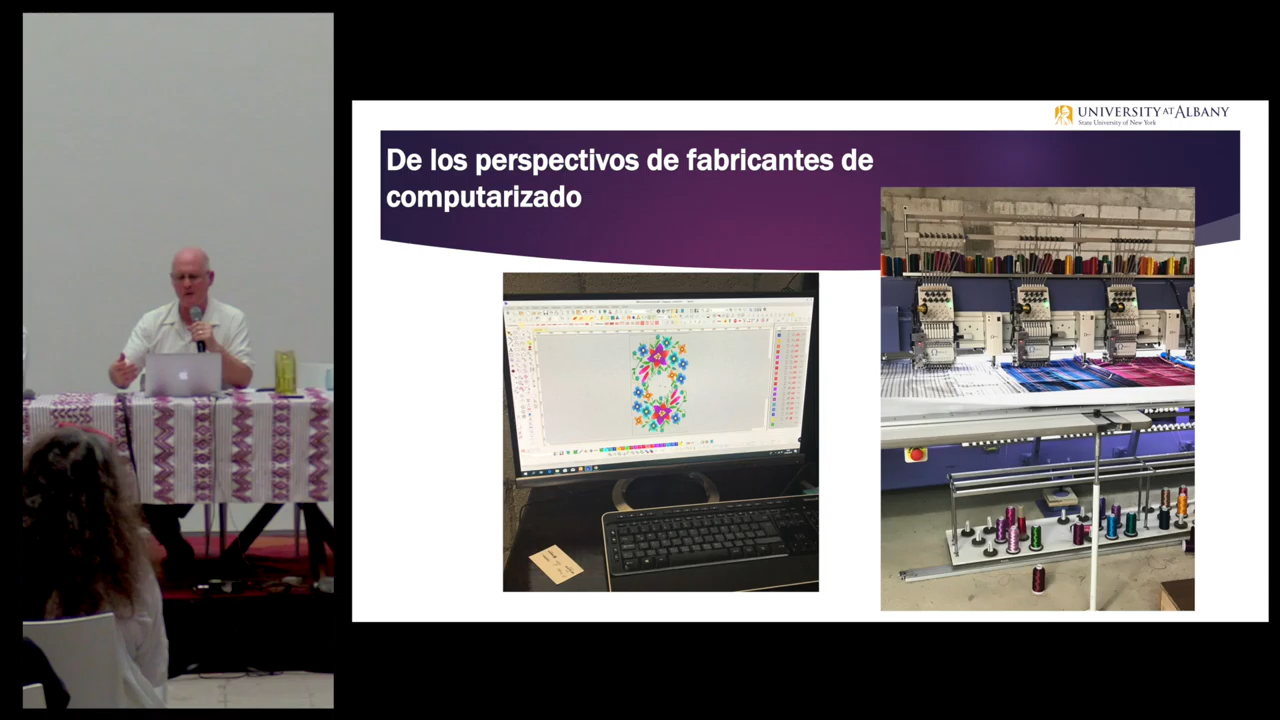 UNIVERSITY AT ALBANY
State University of New York
De los perspectivos de fabricantes de
computarizado